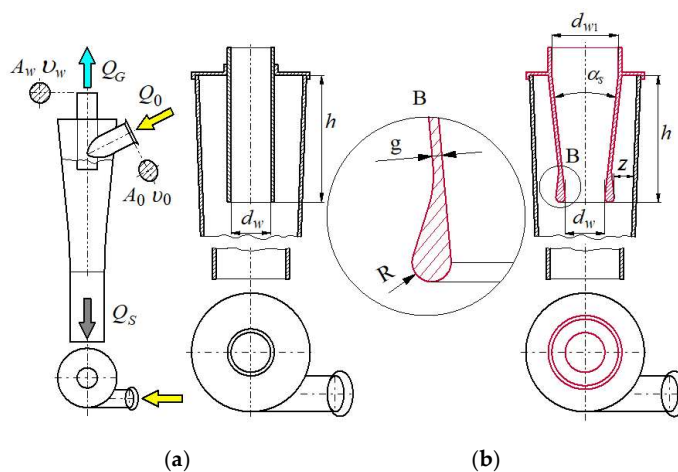 A_w υ_w
Q_G
Q_0
A_0 υ_0
Q_S
h
d_w
B
g
R
d_w1
α_s
h
B
z
d_w
(a)
(b)